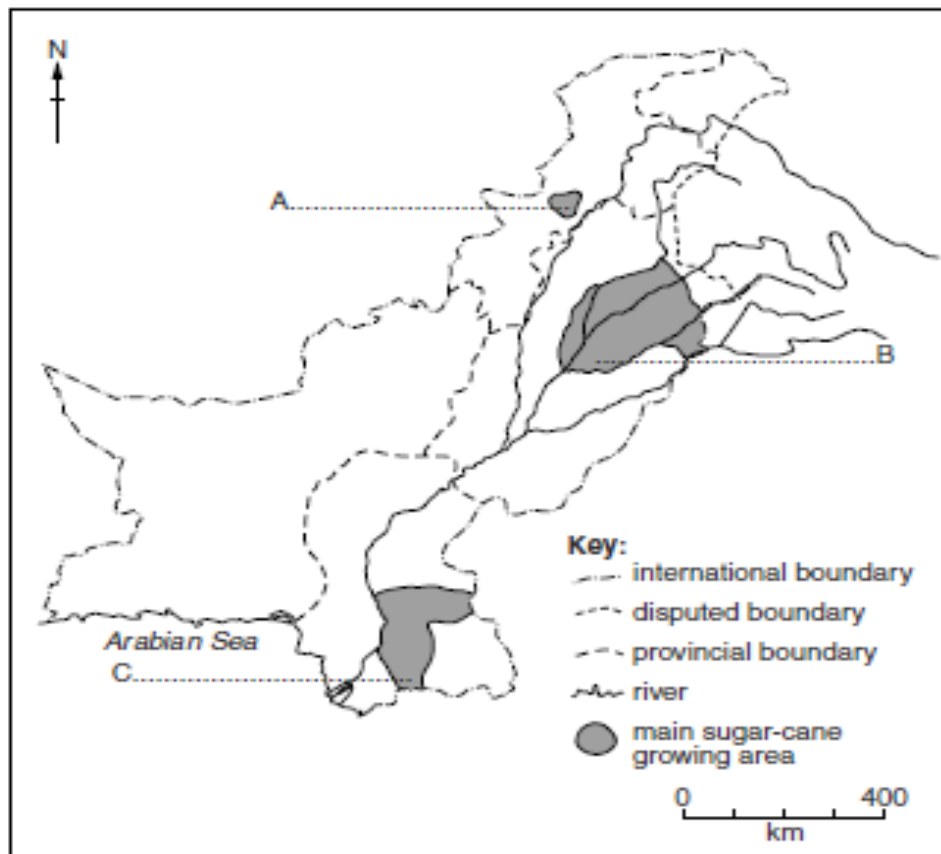 N
A
B
Key:
international boundary
disputed boundary
Arabian Sea
provincial boundary
C
river
main sugar-cane
growing area
0 400
km